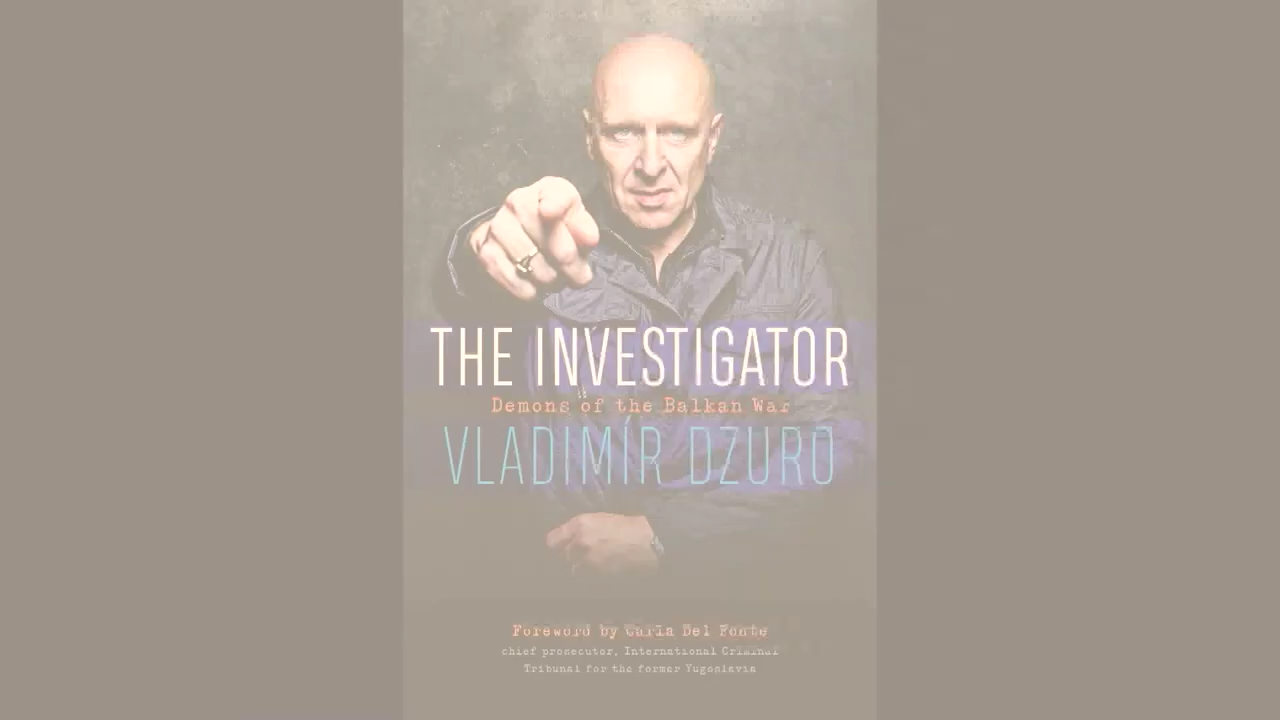 THE INVESTIGATOR
Demons of the Balkan War
VLADIMÍR DZURO
Foreword by Carla Del Ponte
chief prosecutor, International Criminal
Tribunal for the former Yugoslavia